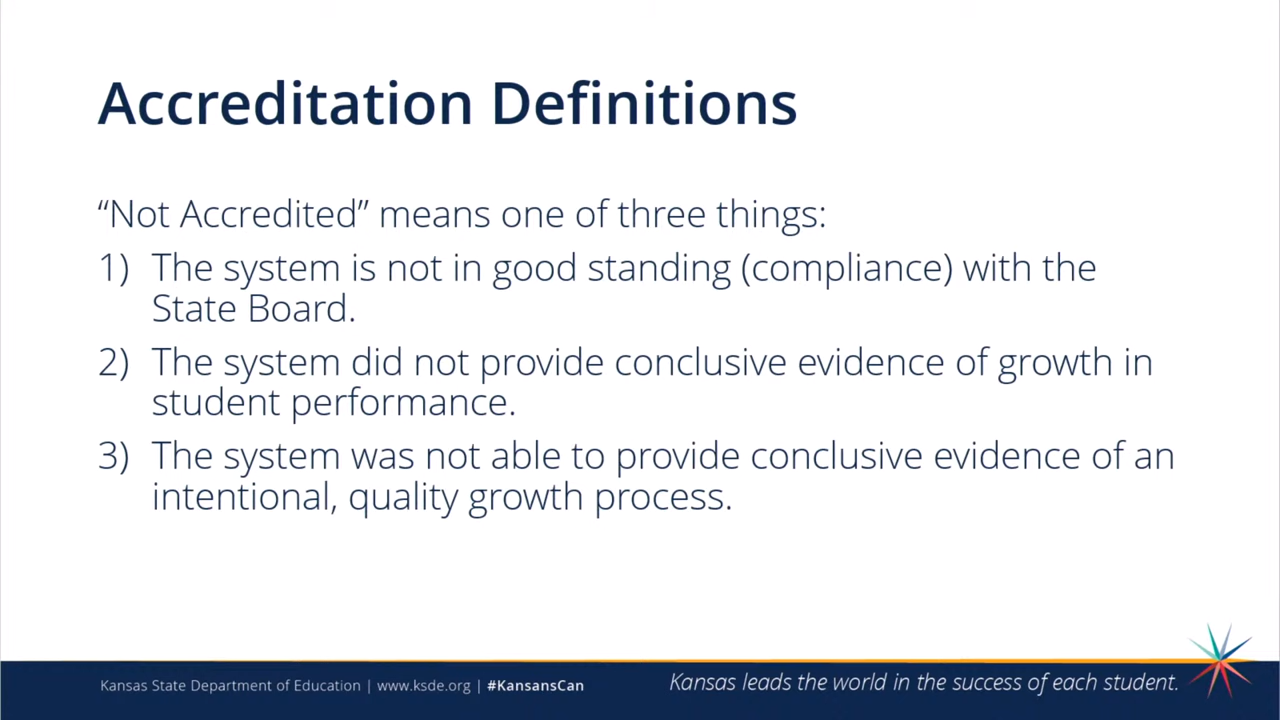 Accreditation Definitions
“Not Accredited” means one of three things:
1) The system is not in good standing (compliance) with the
State Board.
2) The system did not provide conclusive evidence of growth in
student performance.
3) The system was not able to provide conclusive evidence of an
intentional, quality growth process.
Kansas State Department of Education | www.ksde.org | #KansansCan
Kansas leads the world in the success of each student.